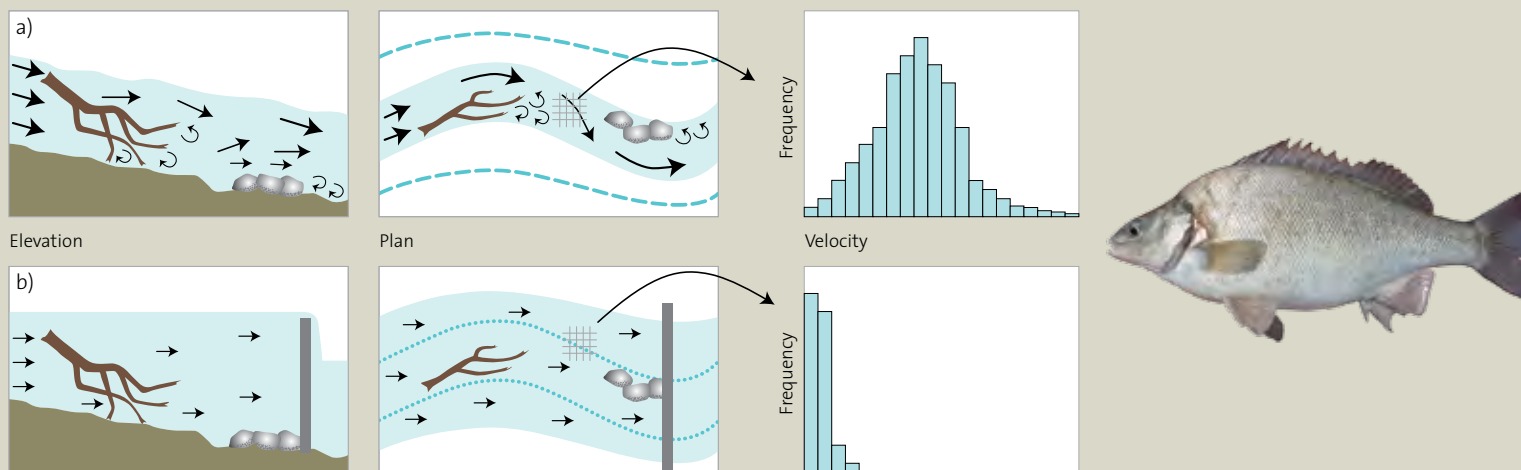 a)
Frequency
Elevation
Plan
Velocity
b)
Frequency